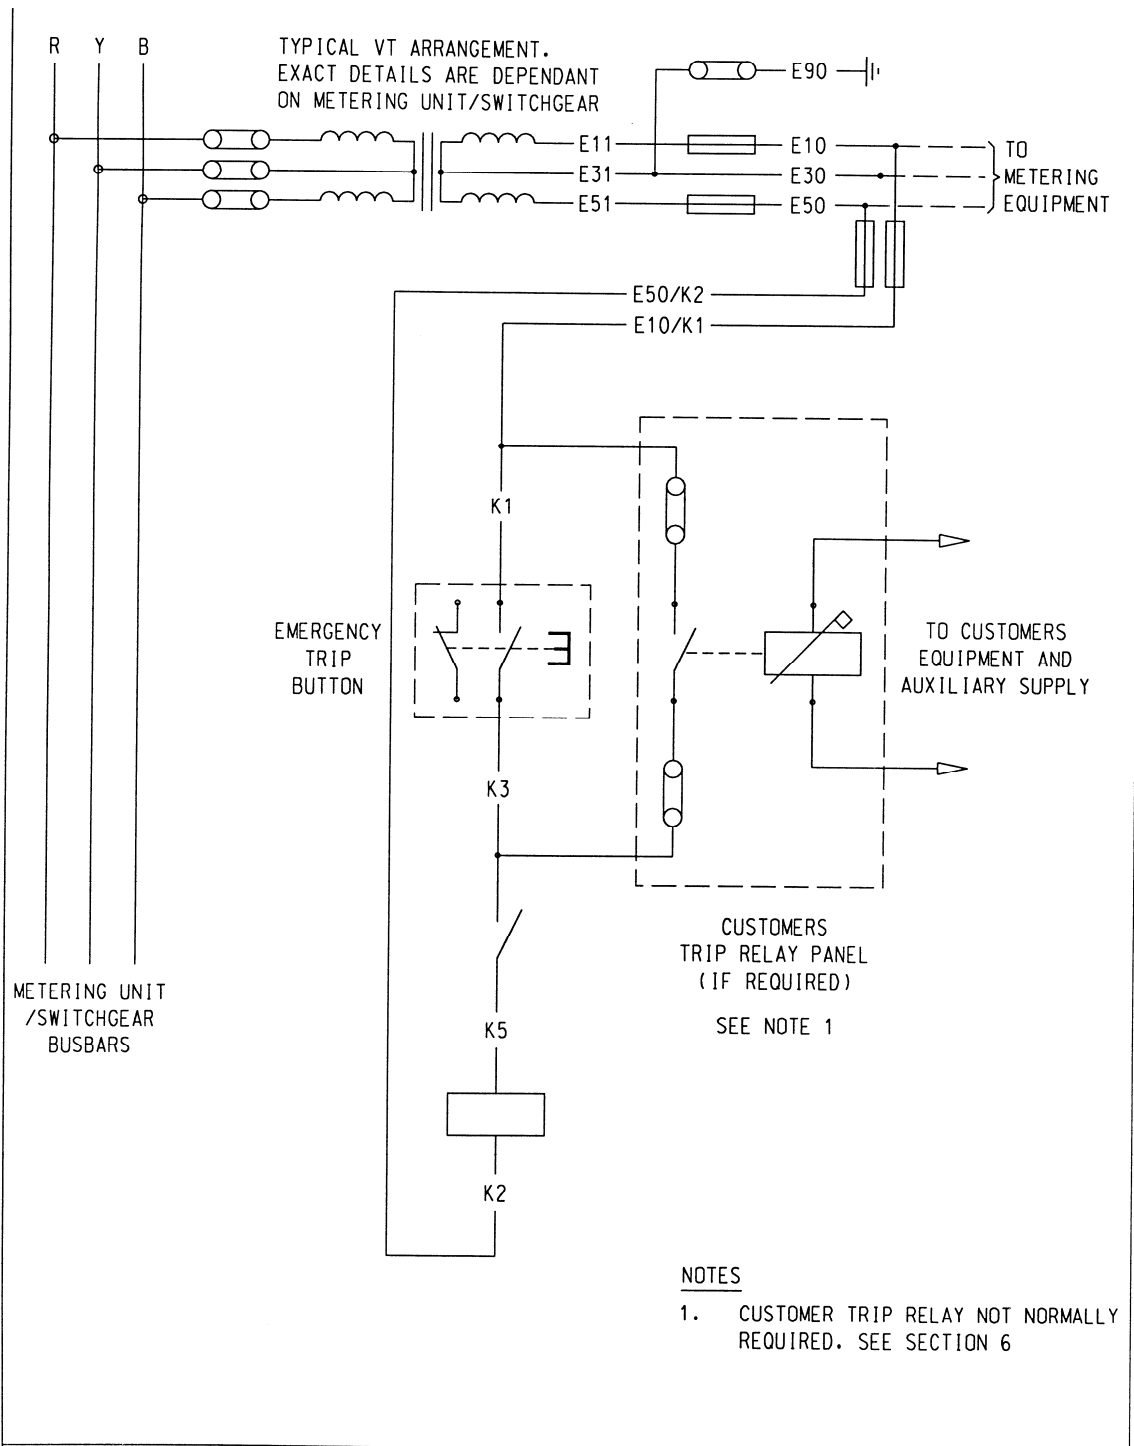 R Y B
TYPICAL VT ARRANGEMENT.
EXACT DETAILS ARE DEPENDANT
ON METERING UNIT/SWITCHGEAR
E90
E11 E10
E31 E30
E51 E50
TO
METERING
EQUIPMENT
E50/K2
E10/K1
K1
EMERGENCY
TRIP
BUTTON
TO CUSTOMERS
EQUIPMENT AND
AUXILIARY SUPPLY
K3
CUSTOMERS
TRIP RELAY PANEL
(IF REQUIRED)
SEE NOTE 1
METERING UNIT
/SWITCHGEAR
BUSBARS
K5
K2
NOTES
1. CUSTOMER TRIP RELAY NOT NORMALLY
REQUIRED. SEE SECTION 6